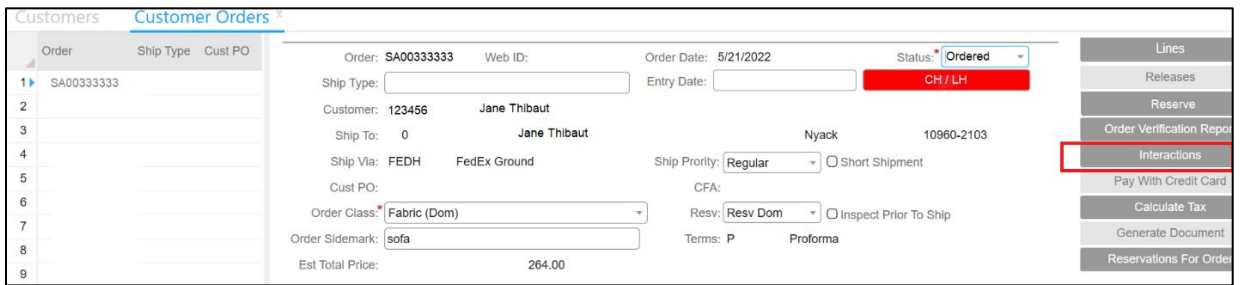 Customers Customer Orders x
Order Ship Type Cust PO
1 SA00333333
2
3
4
5
6
7
8
9
Order: SA00333333 Web ID: Order Date: 5/21/2022 Status:* Ordered
Ship Type: Entry Date: CH / LH
Customer: 123456 Jane Thibaut
Ship To: 0 Jane Thibaut Nyack 10960-2103
Ship Via: FEDH FedEx Ground Ship Prority: Regular Short Shipment
Cust PO: CFA:
Order Class:* Fabric (Dom) Resv: Resv Dom Inspect Prior To Ship
Order Sidemark: sofa Terms: P Proforma
Est Total Price: 264.00
Lines
Releases
Reserve
Order Verification Repor
Interactions
Pay With Credit Card
Calculate Tax
Generate Document
Reservations For Order